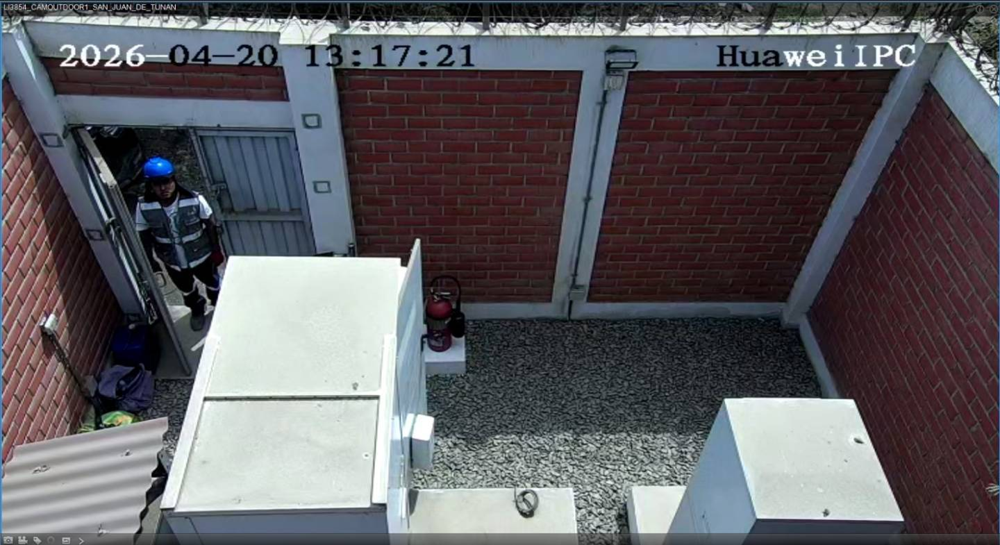 LI3854_CAMOUTDOOR1_SAN_JUAN_DE_TUNAN
2026-04-20 13:17:21
HuaweiIPC